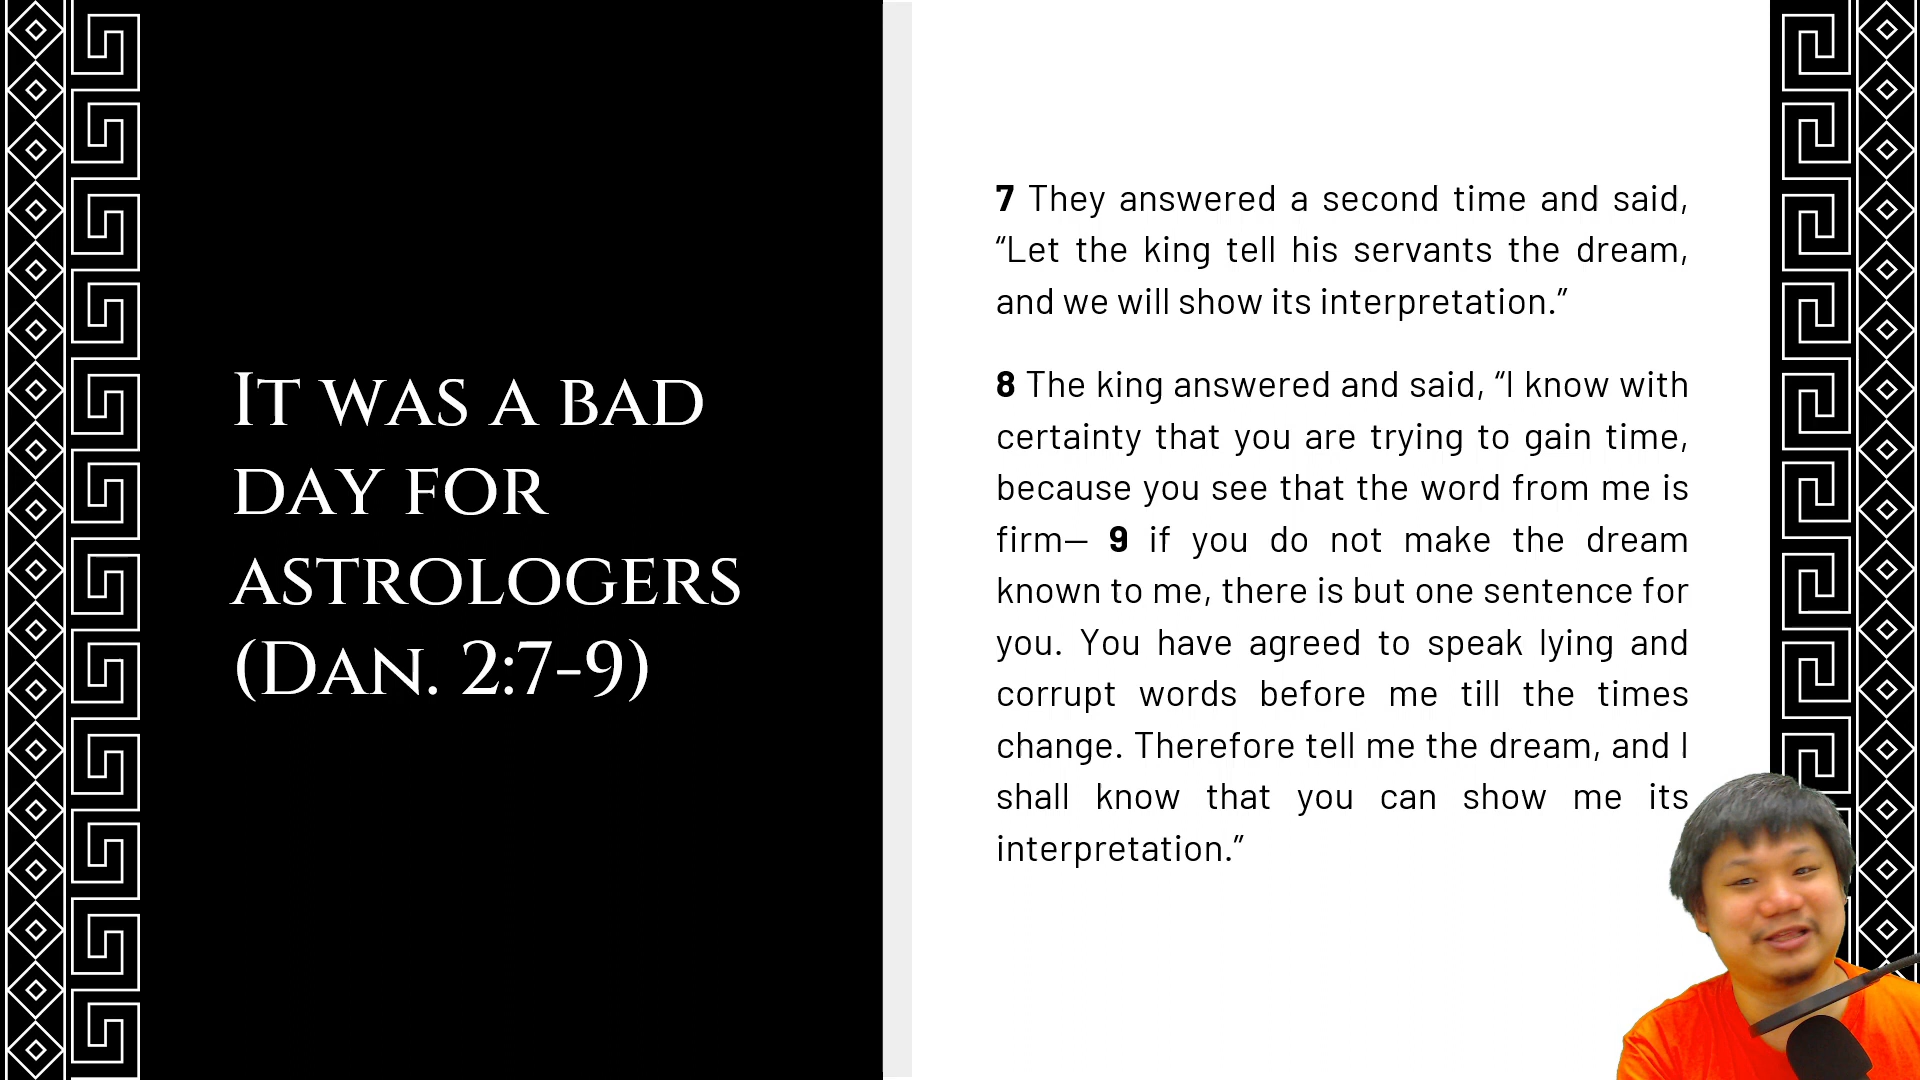 It was a bad
day for
astrologers
(Dan. 2:7-9)
7 They answered a second time and said,
“Let the king tell his servants the dream,
and we will show its interpretation.”
8 The king answered and said, “I know with
certainty that you are trying to gain time,
because you see that the word from me is
firm— 9 if you do not make the dream
known to me, there is but one sentence for
you. You have agreed to speak lying and
corrupt words before me till the times
change. Therefore tell me the dream, and I
shall know that you can show me its
interpretation.”